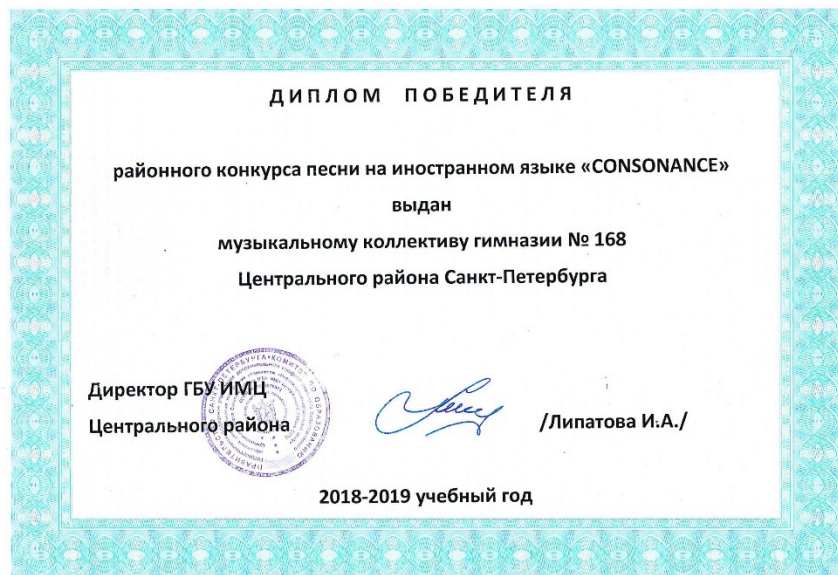 ДИПЛОМ ПОБЕДИТЕЛЯ
районного конкурса песни на иностранном языке «CONSONANCE»
выдан
музыкальному коллективу гимназии № 168
Центрального района Санкт-Петербурга
Директор ГБУ ИМЦ
Центрального района
/Липатова И.А./
2018-2019 учебный год